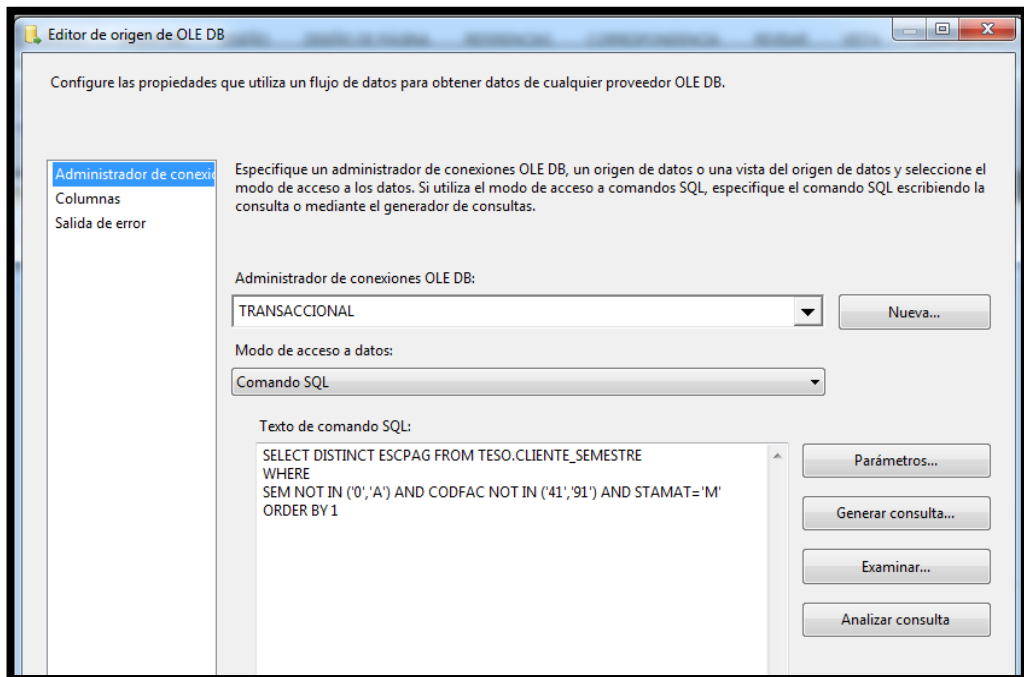 Editor de origen de OLE DB
Configure las propiedades que utiliza un flujo de datos para obtener datos de cualquier proveedor OLE DB.
Administrador de conexio
Columnas
Salida de error
Especifique un administrador de conexiones OLE DB, un origen de datos o una vista del origen de datos y seleccione el
modo de acceso a los datos. Si utiliza el modo de acceso a comandos SQL, especifique el comando SQL escribiendo la
consulta o mediante el generador de consultas.
Administrador de conexiones OLE DB:
TRANSACCIONAL
Nueva...
Modo de acceso a datos:
Comando SQL
Texto de comando SQL:
SELECT DISTINCT ESCPAG FROM TESO.CLIENTE_SEMESTRE
WHERE
SEM NOT IN ('0','A') AND CODFAC NOT IN ('41','91') AND STAMAT='M'
ORDER BY 1
Parámetros...
Generar consulta...
Examinar...
Analizar consulta